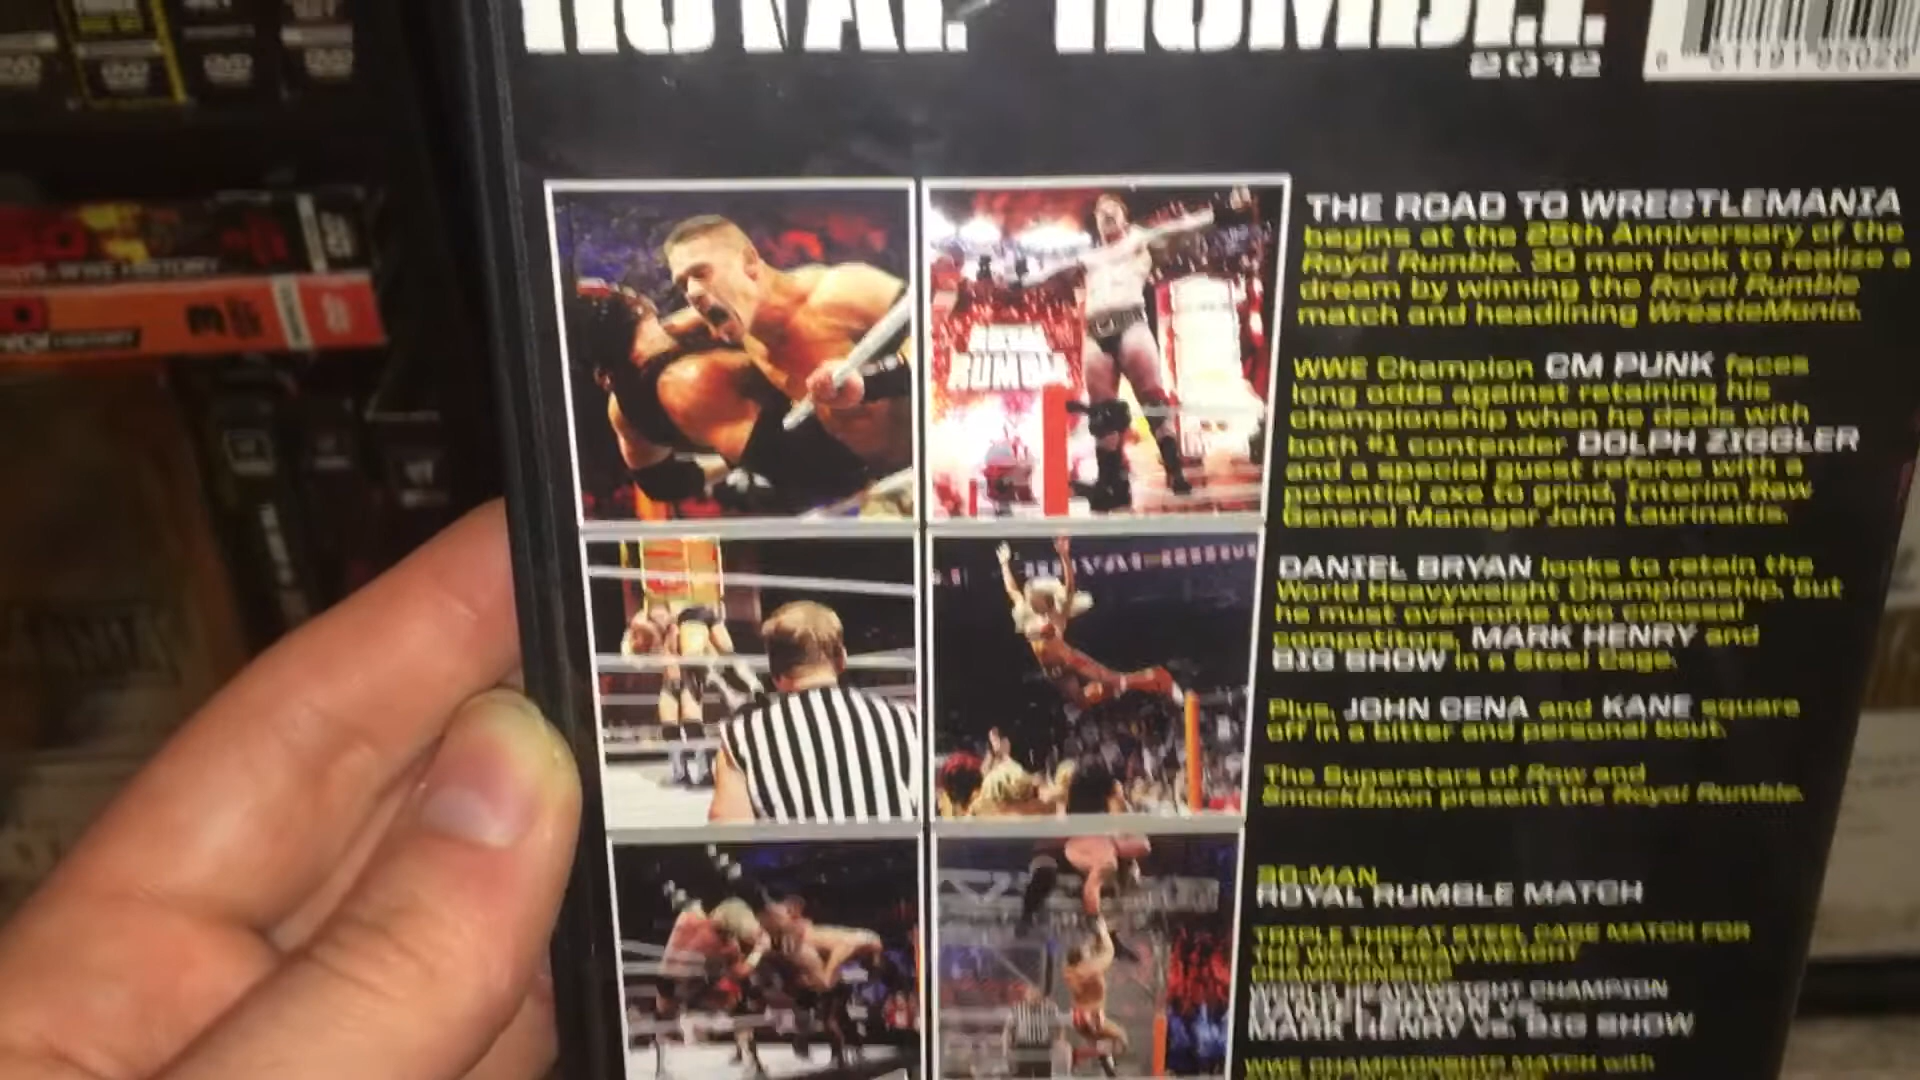 ROYAL RUMBLE
2012
THE ROAD TO WRESTLEMANIA
begins at the 25th Anniversary of the
Royal Rumble. 30 men look to realize a
dream by winning the Royal Rumble
match and headlining WrestleMania.
WWE Champion CM PUNK faces
long odds against retaining his
championship when he deals with
both #1 contender DOLPH ZIGGLER
and a special guest referee with a
potential axe to grind, Interim Raw
General Manager John Laurinaitis.
DANIEL BRYAN looks to retain the
World Heavyweight Championship, but
he must overcome two colossal
competitors, MARK HENRY and
BIG SHOW in a Steel Cage.
Plus, JOHN CENA and KANE square
off in a bitter and personal bout.
The Superstars of Raw and
SmackDown present the Royal Rumble.
30-MAN
ROYAL RUMBLE MATCH
TRIPLE THREAT STEEL CAGE MATCH FOR
THE WORLD HEAVYWEIGHT
CHAMPIONSHIP
WORLD HEAVYWEIGHT CHAMPION
DANIEL BRYAN vs.
MARK HENRY vs. BIG SHOW
WWE CHAMPIONSHIP MATCH with